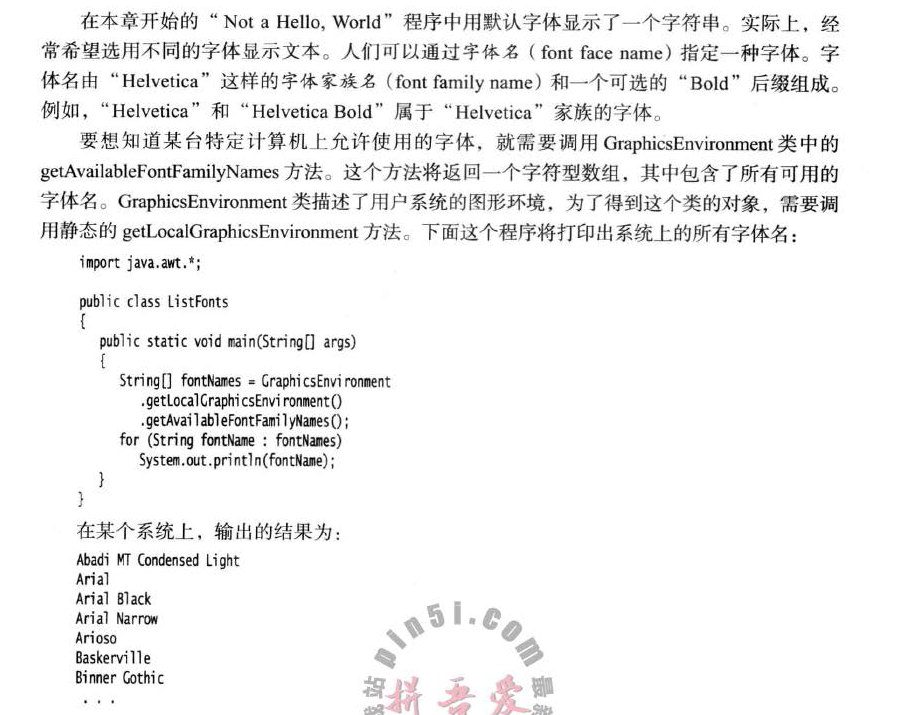 在本章开始的“ Not a Hello, World”程序中用默认字体显示了一个字符串。实际上，经
常希望选用不同的字体显示文本。人们可以通过字体名（font face name）指定一种字体。字
体名由“Helvetica”这样的字体家族名（font family name）和一个可选的“Bold”后缀组成。
例如，“Helvetica”和“Helvetica Bold”属于“Helvetica”家族的字体。
要想知道某台特定计算机上允许使用的字体，就需要调用 GraphicsEnvironment 类中的
getAvailableFontFamilyNames 方法。这个方法将返回一个字符型数组，其中包含了所有可用的
字体名。GraphicsEnvironment 类描述了用户系统的图形环境，为了得到这个类的对象，需要调
用静态的 getLocalGraphicsEnvironment 方法。下面这个程序将打印出系统上的所有字体名：
import java.awt.*;
public class ListFonts
{
public static void main(String[] args)
{
String[] fontNames = GraphicsEnvironment
.getLocalGraphicsEnvironment()
.getAvailableFontFamilyNames();
for (String fontName : fontNames)
System.out.println(fontName);
}
}
在某个系统上，输出的结果为：
Abadi MT Condensed Light
Arial
Arial Black
Arial Narrow
Arioso
Baskerville
Binner Gothic
. . .
pin5i.com
拼吾爱